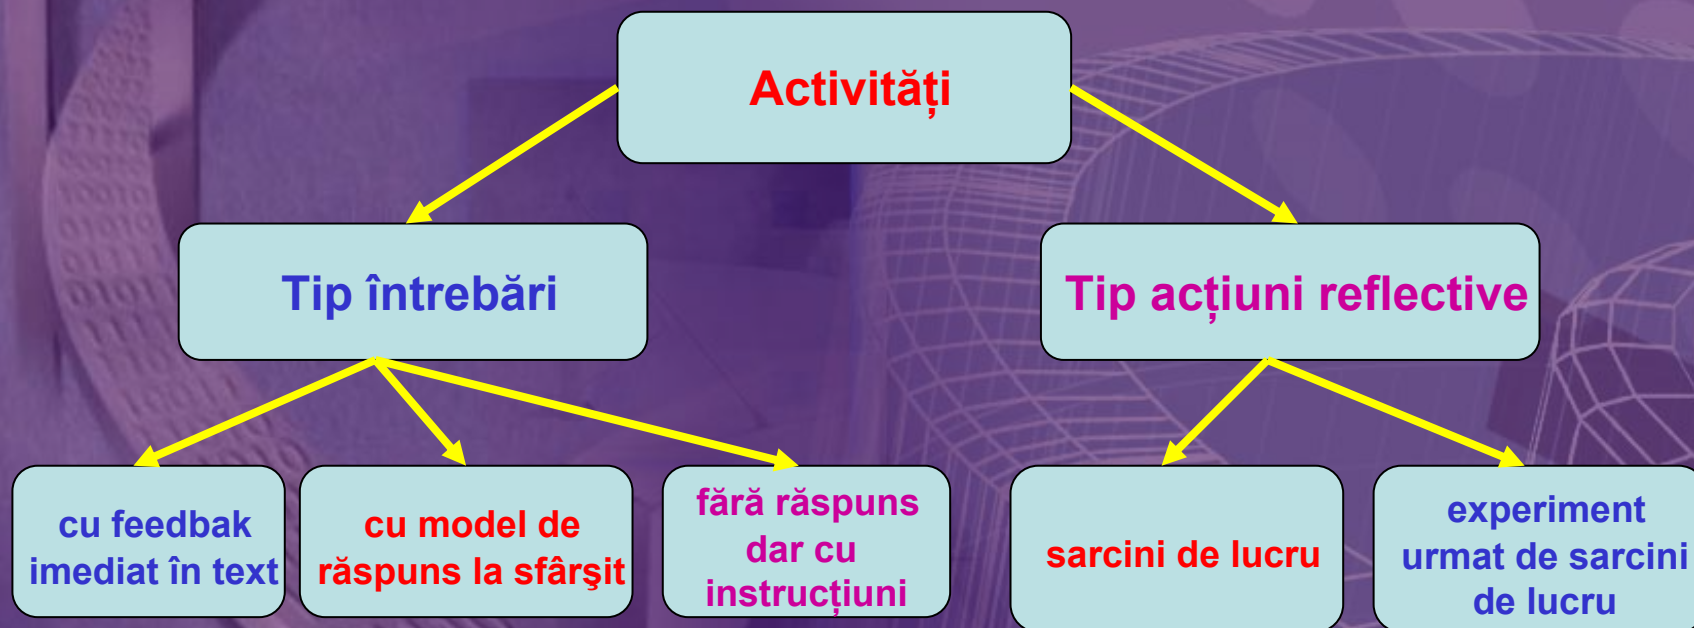 Activități
Tip întrebări
Tip acțiuni reflective
cu feedbak
imediat în text
cu model de
răspuns la sfârşit
fără răspuns
dar cu
instrucțiuni
sarcini de lucru
experiment
urmat de sarcini
de lucru